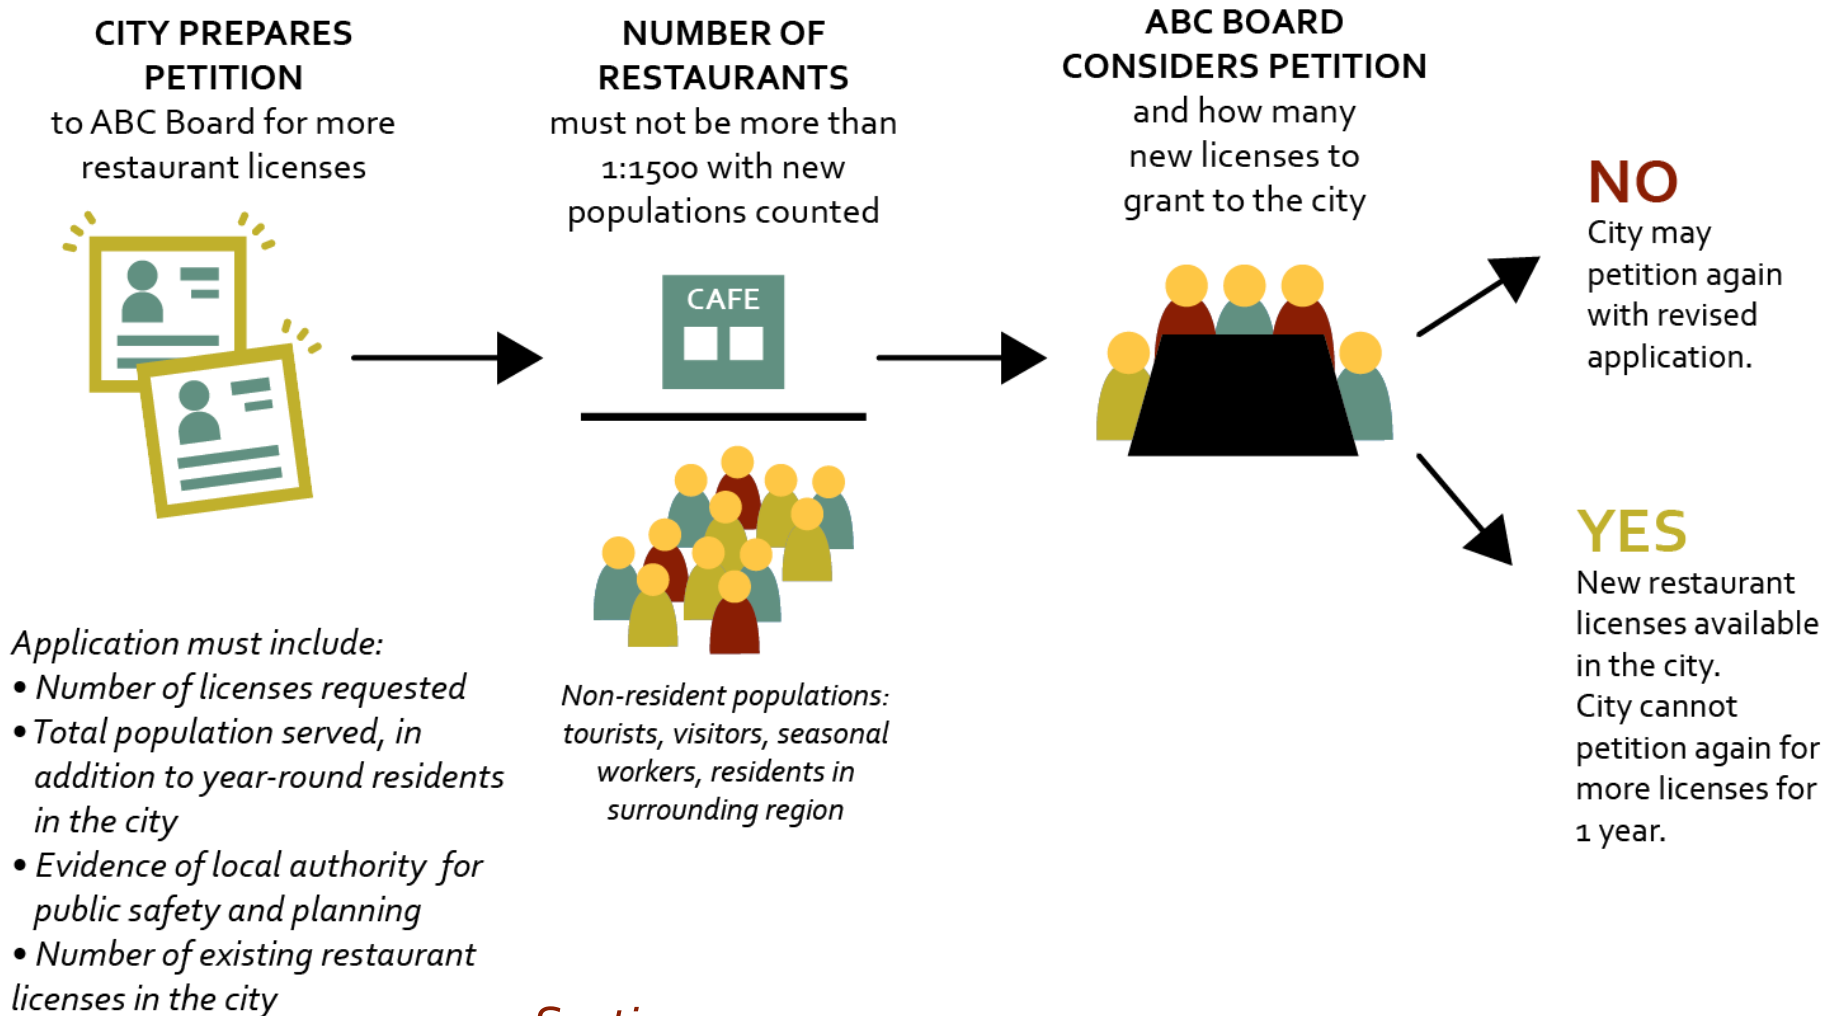 CITY PREPARES
PETITION
to ABC Board for more
restaurant licenses
Application must include:
• Number of licenses requested
• Total population served, in
addition to year-round residents
in the city
• Evidence of local authority for
public safety and planning
• Number of existing restaurant
licenses in the city
NUMBER OF
RESTAURANTS
must not be more than
1:1500 with new
populations counted
CAFE
Non-resident populations:
tourists, visitors, seasonal
workers, residents in
surrounding region
ABC BOARD
CONSIDERS PETITION
and how many
new licenses to
grant to the city
NO
City may
petition again
with revised
application.
YES
New restaurant
licenses available
in the city.
City cannot
petition again for
more licenses for
1 year.